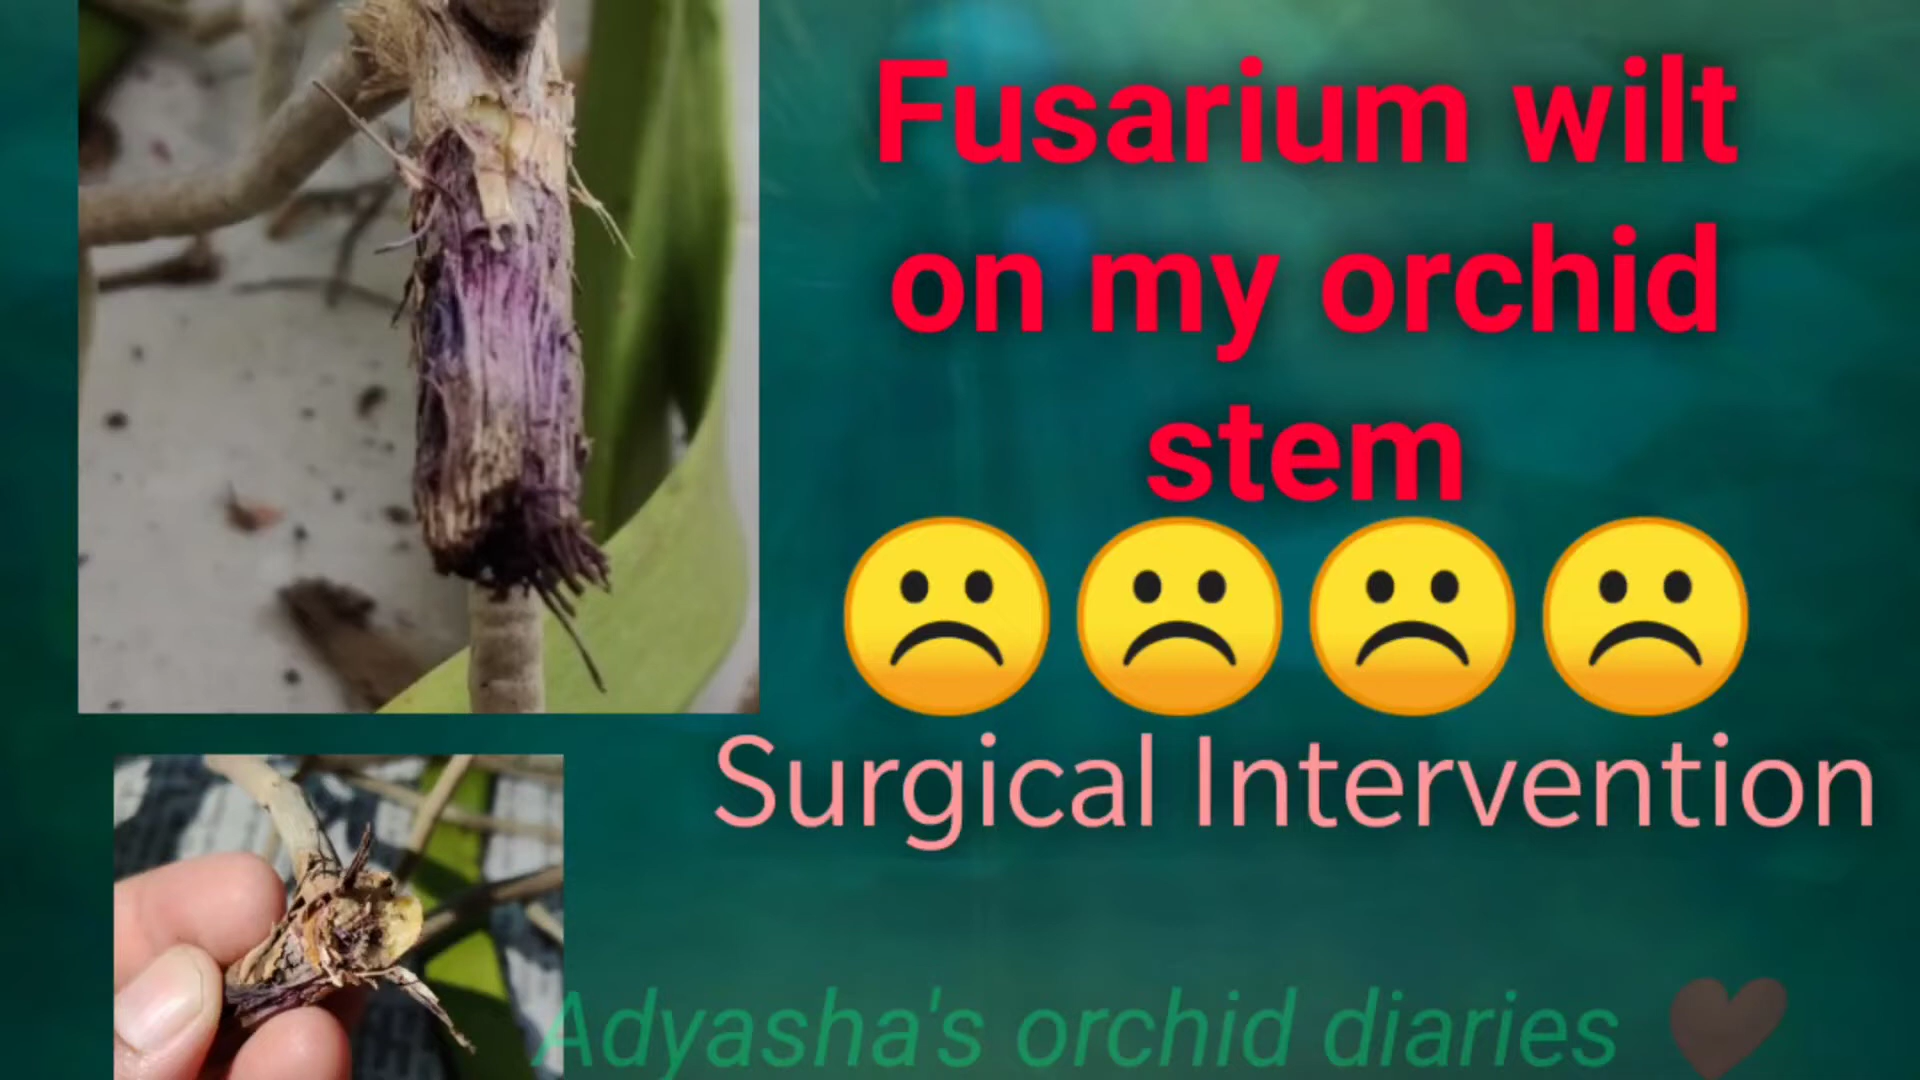 Fusarium wilt
on my orchid
stem
☹️☹️☹️☹️
Surgical Intervention
Adyasha's orchid diaries ❤